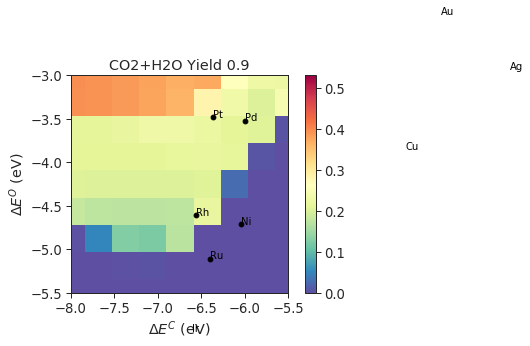 Au
CO2+H2O Yield 0.9
Ag
−3.0
−3.5
−4.0
−4.5
−5.0
−5.5
ΔE^O (eV)
Pt
Pd
Cu
Rh
Ni
Ru
−8.0 −7.5 −7.0 −6.5 −6.0 −5.5
ΔE^C (eV)
Ir
0.5
0.4
0.3
0.2
0.1
0.0